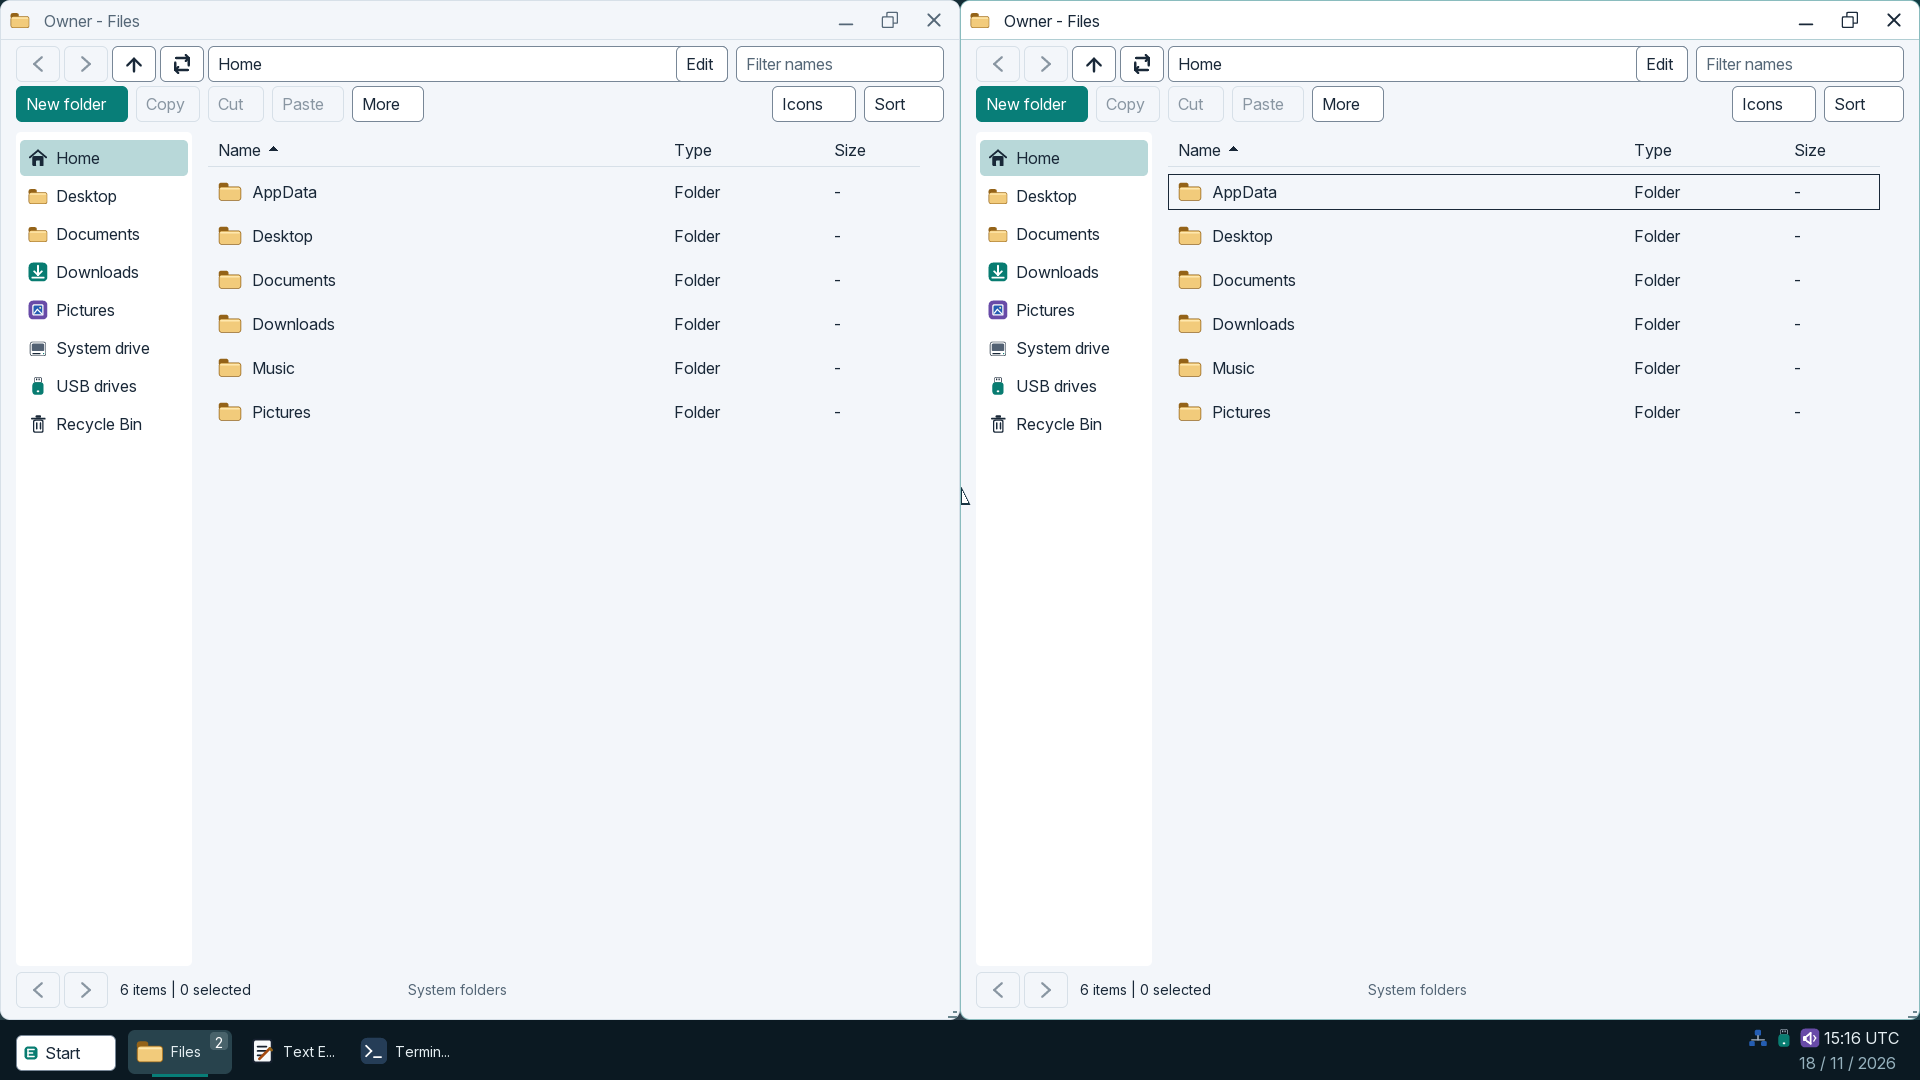 Owner - Files
Home
Edit
Filter names
New folder
Copy
Cut
Paste
More
Icons
Sort
Home
Desktop
Documents
Downloads
Pictures
System drive
USB drives
Recycle Bin
Name Type Size
AppData Folder -
Desktop Folder -
Documents Folder -
Downloads Folder -
Music Folder -
Pictures Folder -
6 items | 0 selected
System folders
Owner - Files
Home
Edit
Filter names
New folder
Copy
Cut
Paste
More
Icons
Sort
Home
Desktop
Documents
Downloads
Pictures
System drive
USB drives
Recycle Bin
Name Type Size
AppData Folder -
Desktop Folder -
Documents Folder -
Downloads Folder -
Music Folder -
Pictures Folder -
6 items | 0 selected
System folders
Start
Files
2
Text E...
Termin...
15:16 UTC
18 / 11 / 2026